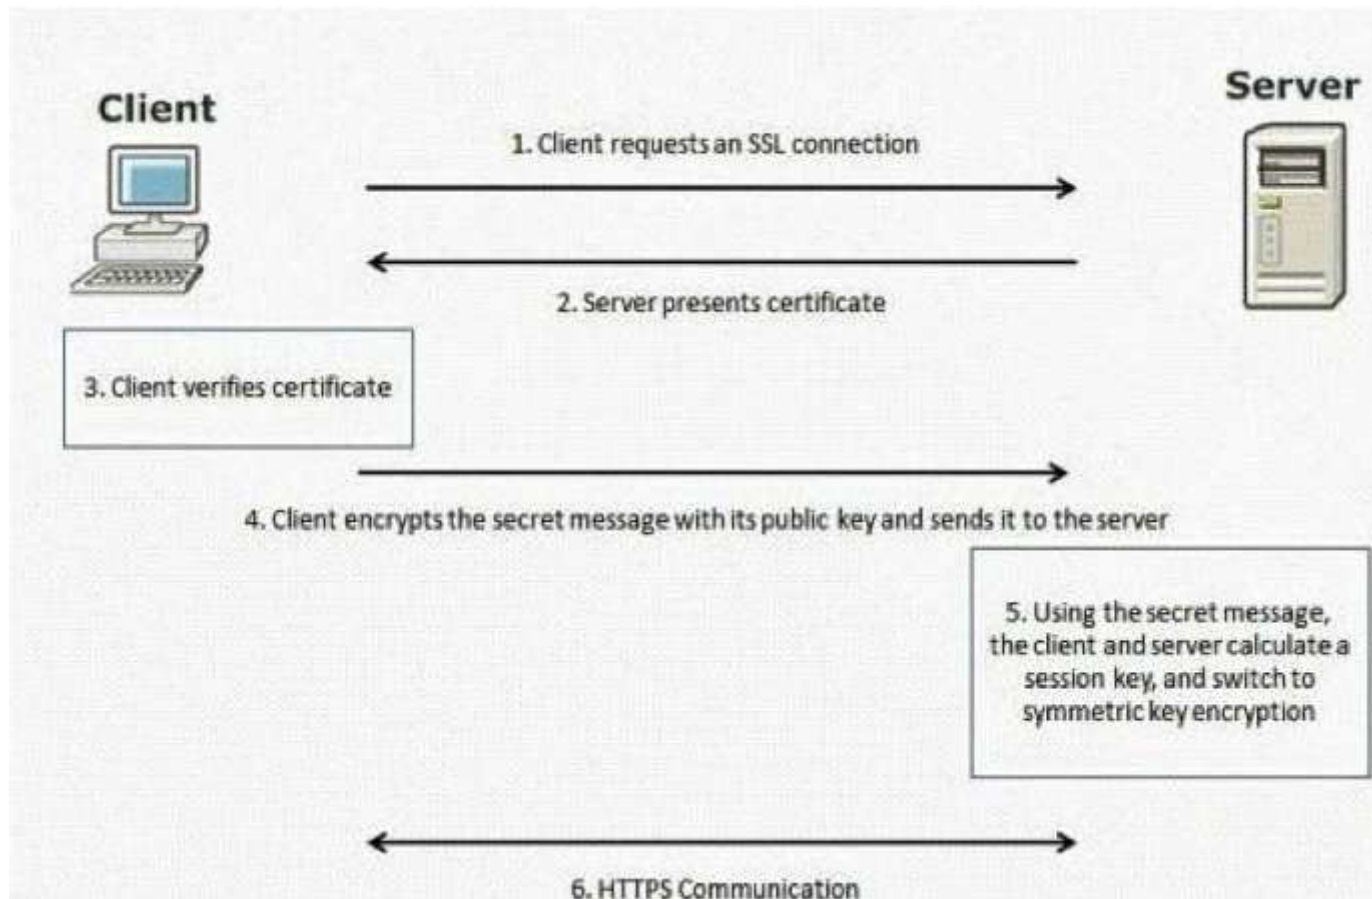 Client
Server
1. Client requests an SSL connection
2. Server presents certificate
3. Client verifies certificate
4. Client encrypts the secret message with its public key and sends it to the server
5. Using the secret message,
the client and server calculate a
session key, and switch to
symmetric key encryption
6. HTTPS Communication